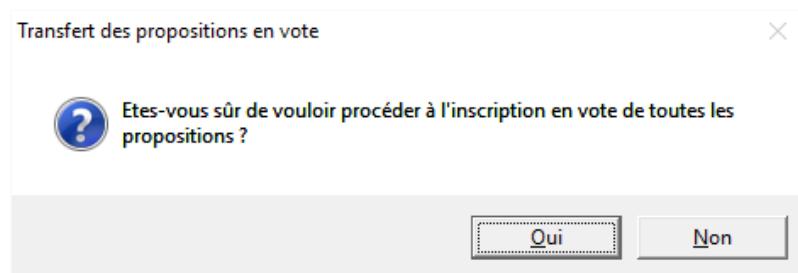 Transfert des propositions en vote
Etes-vous sûr de vouloir procéder à l'inscription en vote de toutes les
propositions ?
Oui
Non